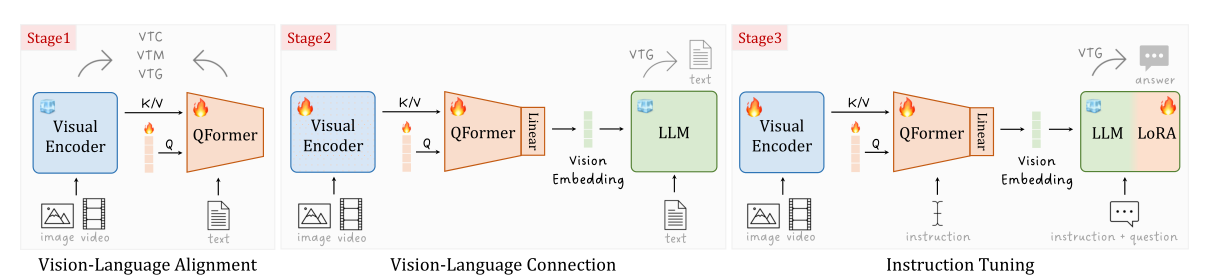 Stage1
VTC
VTM
VTG
K/V
Visual
Encoder
Q
QFormer
image video
text
Vision-Language Alignment
Stage2
VTG
text
K/V
Visual
Encoder
Q
QFormer
Linear
Vision
Embedding
LLM
image video
text
Vision-Language Connection
Stage3
VTG
answer
K/V
Visual
Encoder
Q
QFormer
Linear
Vision
Embedding
LLM
LoRA
image video
instruction
instruction + question
Instruction Tuning